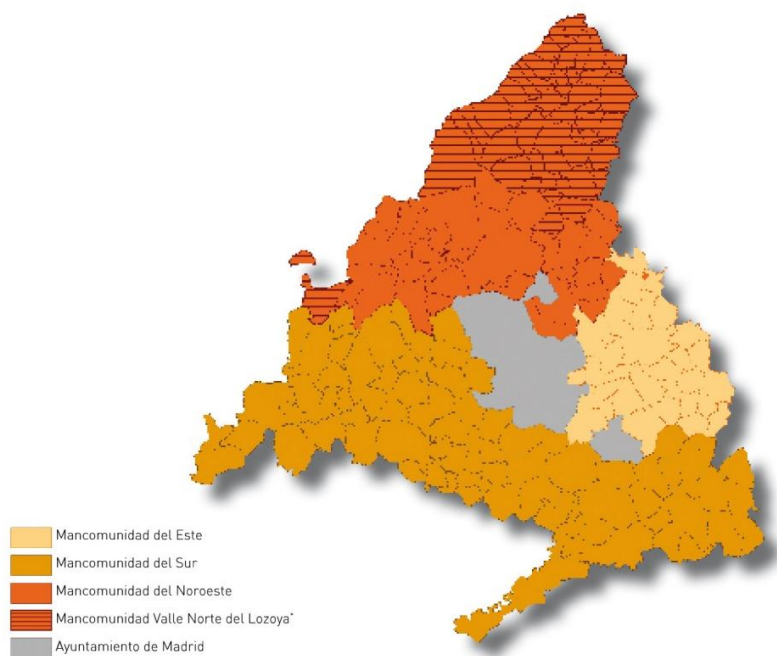 Mancomunidad del Este
Mancomunidad del Sur
Mancomunidad del Noroeste
Mancomunidad Valle Norte del Lozoya*
Ayuntamiento de Madrid